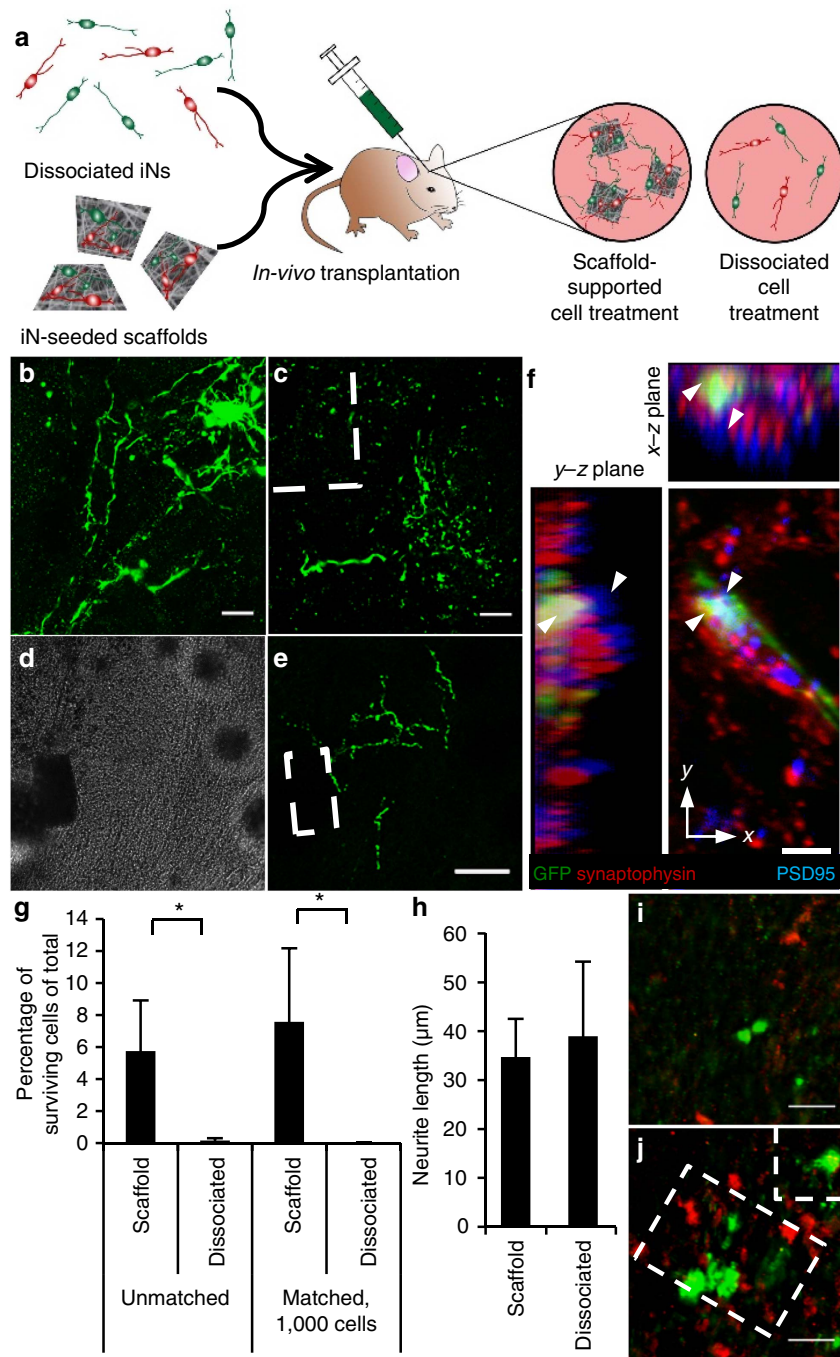 a
Dissociated iNs
iN-seeded scaffolds
In-vivo transplantation
Scaffold-
supported
cell treatment
Dissociated
cell
treatment
b
c
d
e
f
x–z plane
y–z plane
y
x
GFP synaptophysin PSD95
g
Percentage of
surviving cells of total
14
12
10
8
6
4
2
0
*
*
Scaffold
Dissociated
Scaffold
Dissociated
Unmatched
Matched,
1,000 cells
h
Neurite length (µm)
60
50
40
30
20
10
0
Scaffold
Dissociated
i
j